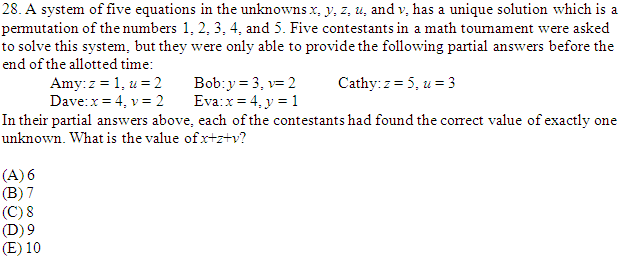 28. A system of five equations in the unknowns x, y, z, u, and v, has a unique solution which is a
permutation of the numbers 1, 2, 3, 4, and 5. Five contestants in a math tournament were asked
to solve this system, but they were only able to provide the following partial answers before the
end of the allotted time:
Amy: z = 1, u = 2 Bob: y = 3, v = 2 Cathy: z = 5, u = 3
Dave: x = 4, v = 2 Eva: x = 4, y = 1
In their partial answers above, each of the contestants had found the correct value of exactly one
unknown. What is the value of x+z+v?
(A) 6
(B) 7
(C) 8
(D) 9
(E) 10